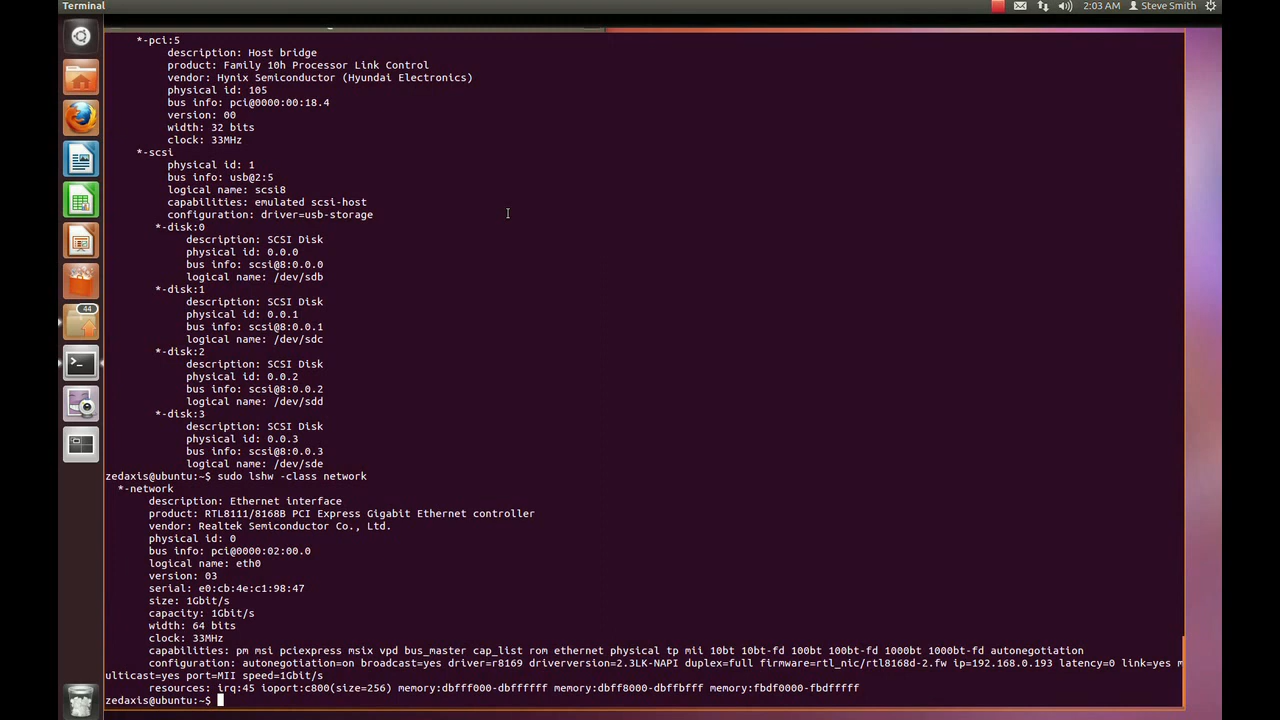 Terminal
2:03 AM Steve Smith
*-pci:5
description: Host bridge
product: Family 10h Processor Link Control
vendor: Hynix Semiconductor (Hyundai Electronics)
physical id: 105
bus info: pci@0000:00:18.4
version: 00
width: 32 bits
clock: 33MHz
*-scsi
physical id: 1
bus info: usb@2:5
logical name: scsi8
capabilities: emulated scsi-host
configuration: driver=usb-storage
*-disk:0
description: SCSI Disk
physical id: 0.0.0
bus info: scsi@8:0.0.0
logical name: /dev/sdb
*-disk:1
description: SCSI Disk
physical id: 0.0.1
bus info: scsi@8:0.0.1
logical name: /dev/sdc
*-disk:2
description: SCSI Disk
physical id: 0.0.2
bus info: scsi@8:0.0.2
logical name: /dev/sdd
*-disk:3
description: SCSI Disk
physical id: 0.0.3
bus info: scsi@8:0.0.3
logical name: /dev/sde
zedaxis@ubuntu:~$ sudo lshw -class network
*-network
description: Ethernet interface
product: RTL8111/8168B PCI Express Gigabit Ethernet controller
vendor: Realtek Semiconductor Co., Ltd.
physical id: 0
bus info: pci@0000:02:00.0
logical name: eth0
version: 03
serial: e0:cb:4e:c1:98:47
size: 1Gbit/s
capacity: 1Gbit/s
width: 64 bits
clock: 33MHz
capabilities: pm msi pciexpress msix vpd bus_master cap_list rom ethernet physical tp mii 10bt 10bt-fd 100bt 100bt-fd 1000bt 1000bt-fd autonegotiation
configuration: autonegotiation=on broadcast=yes driver=r8169 driverversion=2.3LK-NAPI duplex=full firmware=rtl_nic/rtl8168d-2.fw ip=192.168.0.193 latency=0 link=yes m
ulticast=yes port=MII speed=1Gbit/s
resources: irq:45 ioport:c800(size=256) memory:dbfff000-dbffffff memory:dbff8000-dbffbfff memory:fbdf0000-fbdfffff
zedaxis@ubuntu:~$
44